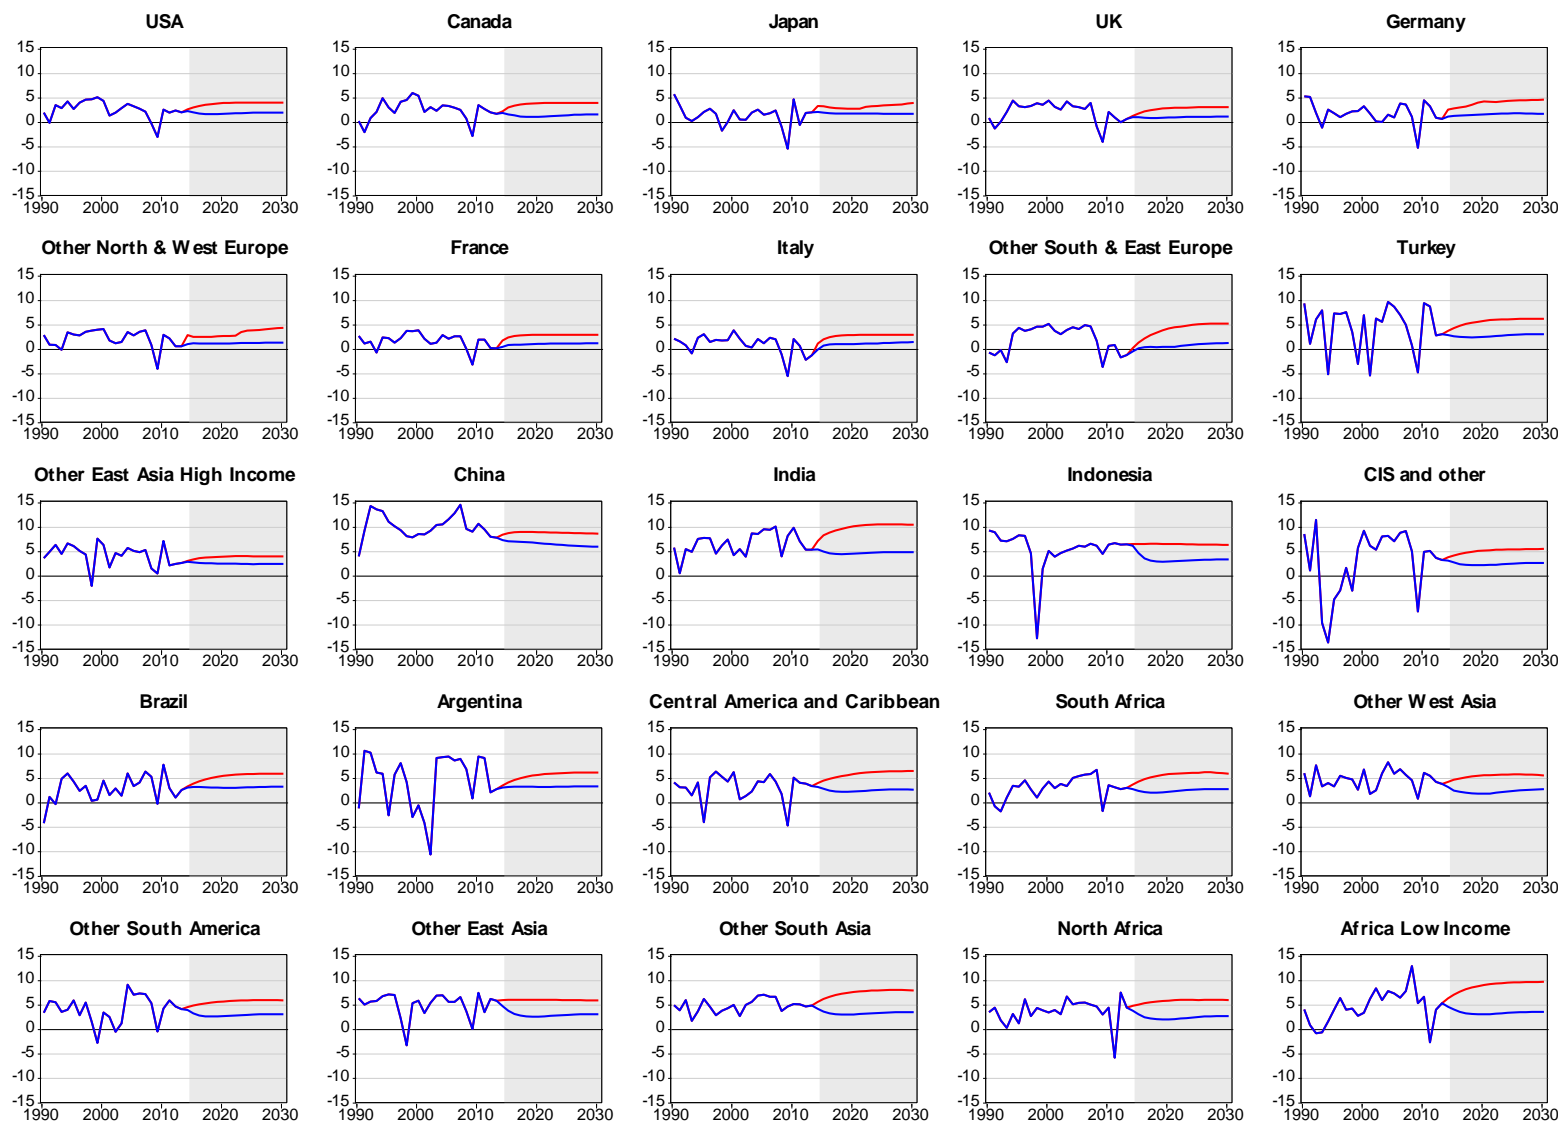 USA Canada Japan UK Germany
15 15 15 15 15
10 10 10 10 10
5 5 5 5 5
0 0 0 0 0
-5 -5 -5 -5 -5
-10 -10 -10 -10 -10
-15 -15 -15 -15 -15
1990 2000 2010 2020 2030 1990 2000 2010 2020 2030 1990 2000 2010 2020 2030 1990 2000 2010 2020 2030 1990 2000 2010 2020 2030
Other North & West Europe France Italy Other South & East Europe Turkey
15 15 15 15 15
10 10 10 10 10
5 5 5 5 5
0 0 0 0 0
-5 -5 -5 -5 -5
-10 -10 -10 -10 -10
-15 -15 -15 -15 -15
1990 2000 2010 2020 2030 1990 2000 2010 2020 2030 1990 2000 2010 2020 2030 1990 2000 2010 2020 2030 1990 2000 2010 2020 2030
Other East Asia High Income China India Indonesia CIS and other
15 15 15 15 15
10 10 10 10 10
5 5 5 5 5
0 0 0 0 0
-5 -5 -5 -5 -5
-10 -10 -10 -10 -10
-15 -15 -15 -15 -15
1990 2000 2010 2020 2030 1990 2000 2010 2020 2030 1990 2000 2010 2020 2030 1990 2000 2010 2020 2030 1990 2000 2010 2020 2030
Brazil Argentina Central America and Caribbean South Africa Other West Asia
15 15 15 15 15
10 10 10 10 10
5 5 5 5 5
0 0 0 0 0
-5 -5 -5 -5 -5
-10 -10 -10 -10 -10
-15 -15 -15 -15 -15
1990 2000 2010 2020 2030 1990 2000 2010 2020 2030 1990 2000 2010 2020 2030 1990 2000 2010 2020 2030 1990 2000 2010 2020 2030
Other South America Other East Asia Other South Asia North Africa Africa Low Income
15 15 15 15 15
10 10 10 10 10
5 5 5 5 5
0 0 0 0 0
-5 -5 -5 -5 -5
-10 -10 -10 -10 -10
-15 -15 -15 -15 -15
1990 2000 2010 2020 2030 1990 2000 2010 2020 2030 1990 2000 2010 2020 2030 1990 2000 2010 2020 2030 1990 2000 2010 2020 2030